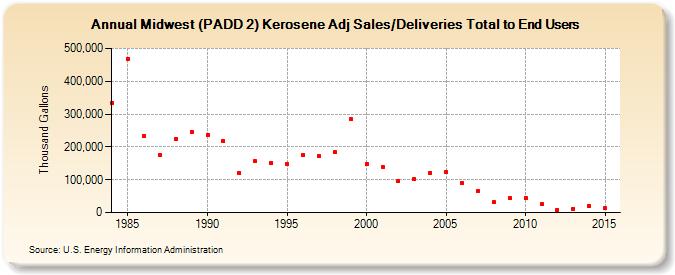 Annual Midwest (PADD 2) Kerosene Adj Sales/Deliveries Total to End Users
Thousand Gallons
500,000
400,000
300,000
200,000
100,000
0
1985 1990 1995 2000 2005 2010 2015
Source: U.S. Energy Information Administration